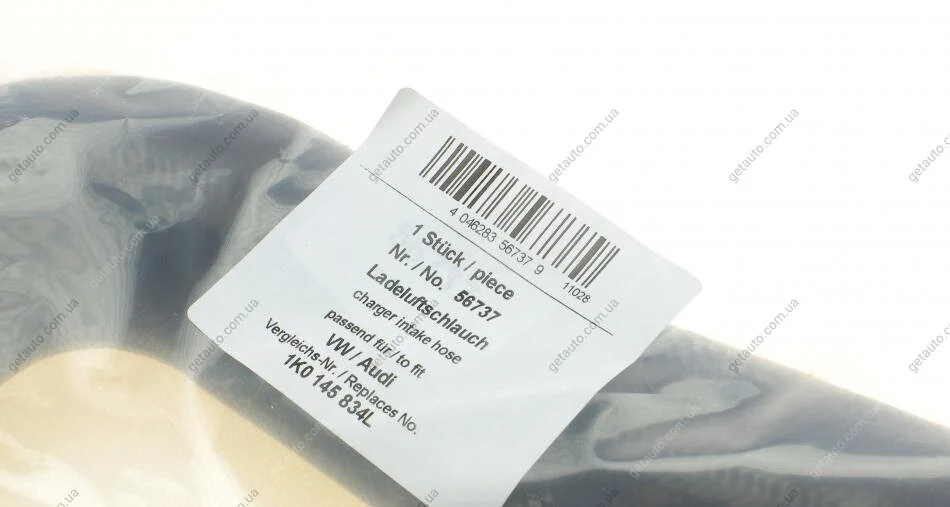 4 046283 56737 9
11028
1 Stück / piece
Nr. / No. 56737
Ladeluftschlauch
charger intake hose
passend für / to fit
VW / Audi
Vergleichs-Nr. / Replaces No.
1K0 145 834L
getauto.com.ua